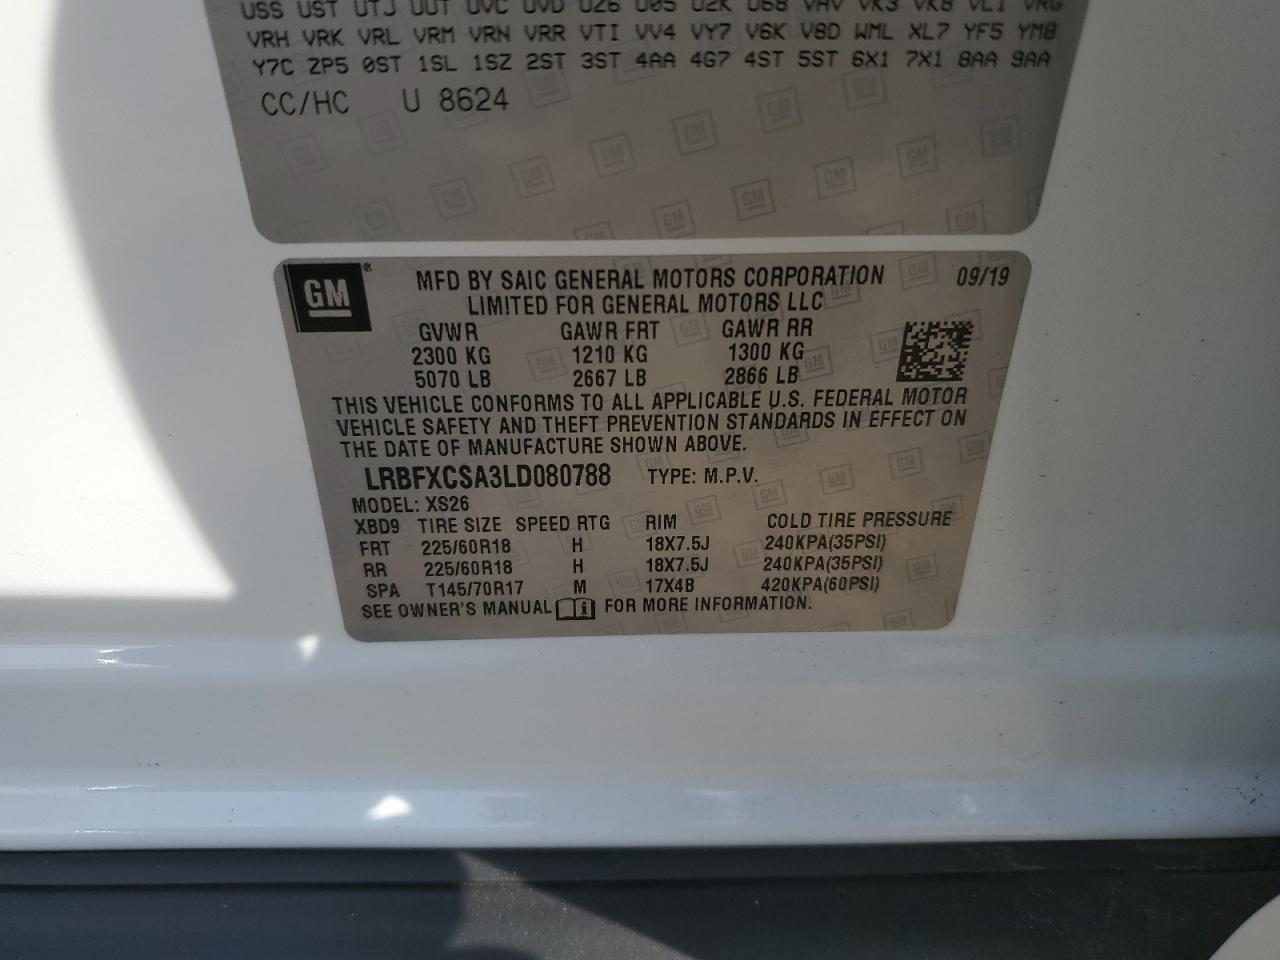 USS UST UTJ UUT UVC UVD UZ6 U05 U2K U68 VAV VK3 VK8 VLI VRG
VRH VRK VRL VRM VRN VRR VTI VV4 VY7 V6K V8D WML XL7 YF5 YM8
Y7C ZP5 0ST 1SL 1SZ 2ST 3ST 4AA 4G7 4ST 5ST 6X1 7X1 8AA 9AA
CC/HC U 8624
GM ® MFD BY SAIC GENERAL MOTORS CORPORATION 09/19
LIMITED FOR GENERAL MOTORS LLC
GVWR GAWR FRT GAWR RR
2300 KG 1210 KG 1300 KG
5070 LB 2667 LB 2866 LB
THIS VEHICLE CONFORMS TO ALL APPLICABLE U.S. FEDERAL MOTOR
VEHICLE SAFETY AND THEFT PREVENTION STANDARDS IN EFFECT ON
THE DATE OF MANUFACTURE SHOWN ABOVE.
LRBFXCSA3LD080788 TYPE: M.P.V.
MODEL: XS26
XBD9 TIRE SIZE SPEED RTG RIM COLD TIRE PRESSURE
FRT 225/60R18 H 18X7.5J 240KPA(35PSI)
RR 225/60R18 H 18X7.5J 240KPA(35PSI)
SPA T145/70R17 M 17X4B 420KPA(60PSI)
SEE OWNER'S MANUAL i FOR MORE INFORMATION.